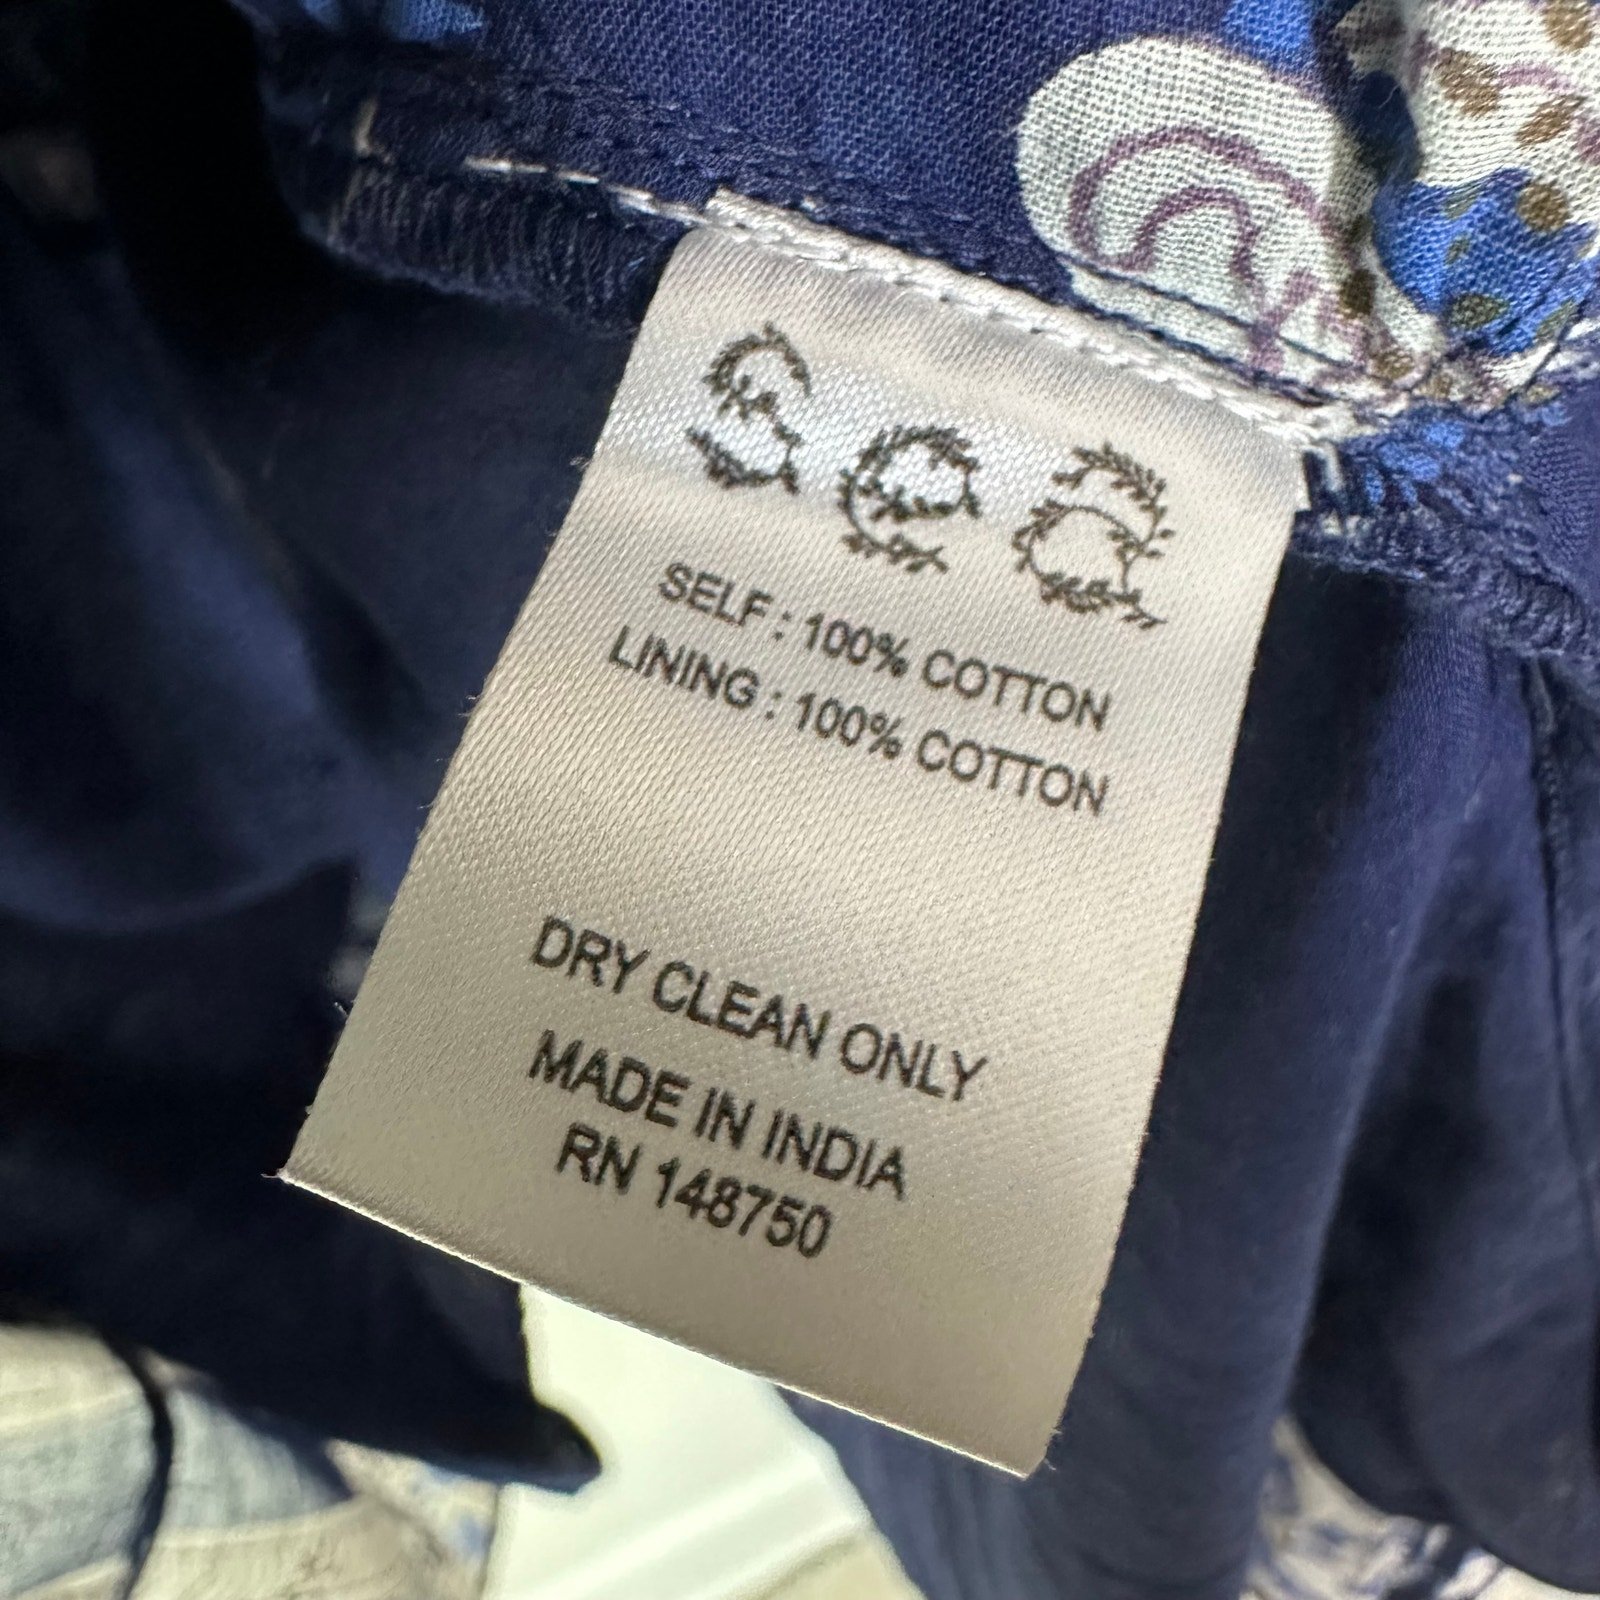 SELF : 100% COTTON
LINING : 100% COTTON
DRY CLEAN ONLY
MADE IN INDIA
RN 148750